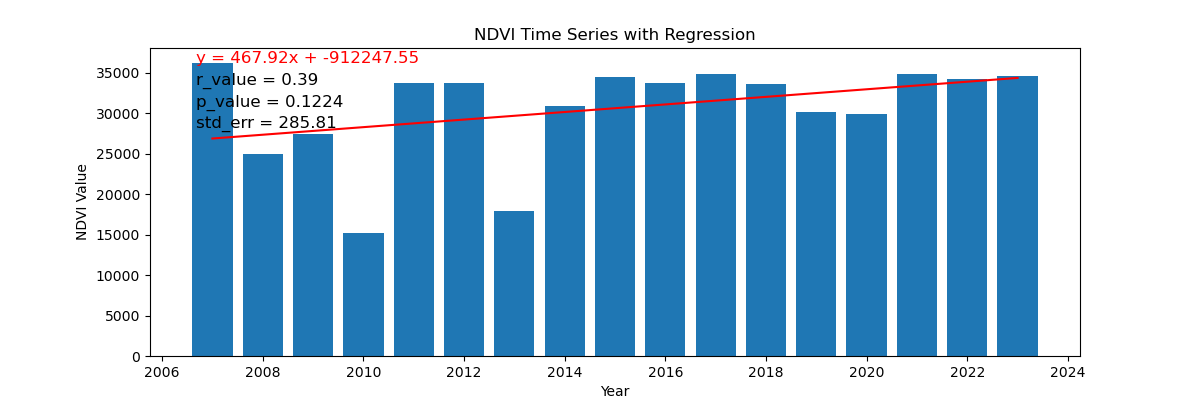 NDVI Time Series with Regression
y = 467.92x + -912247.55
r_value = 0.39
p_value = 0.1224
std_err = 285.81
35000
30000
25000
20000
15000
10000
5000
0
NDVI Value
2006 2008 2010 2012 2014 2016 2018 2020 2022 2024
Year